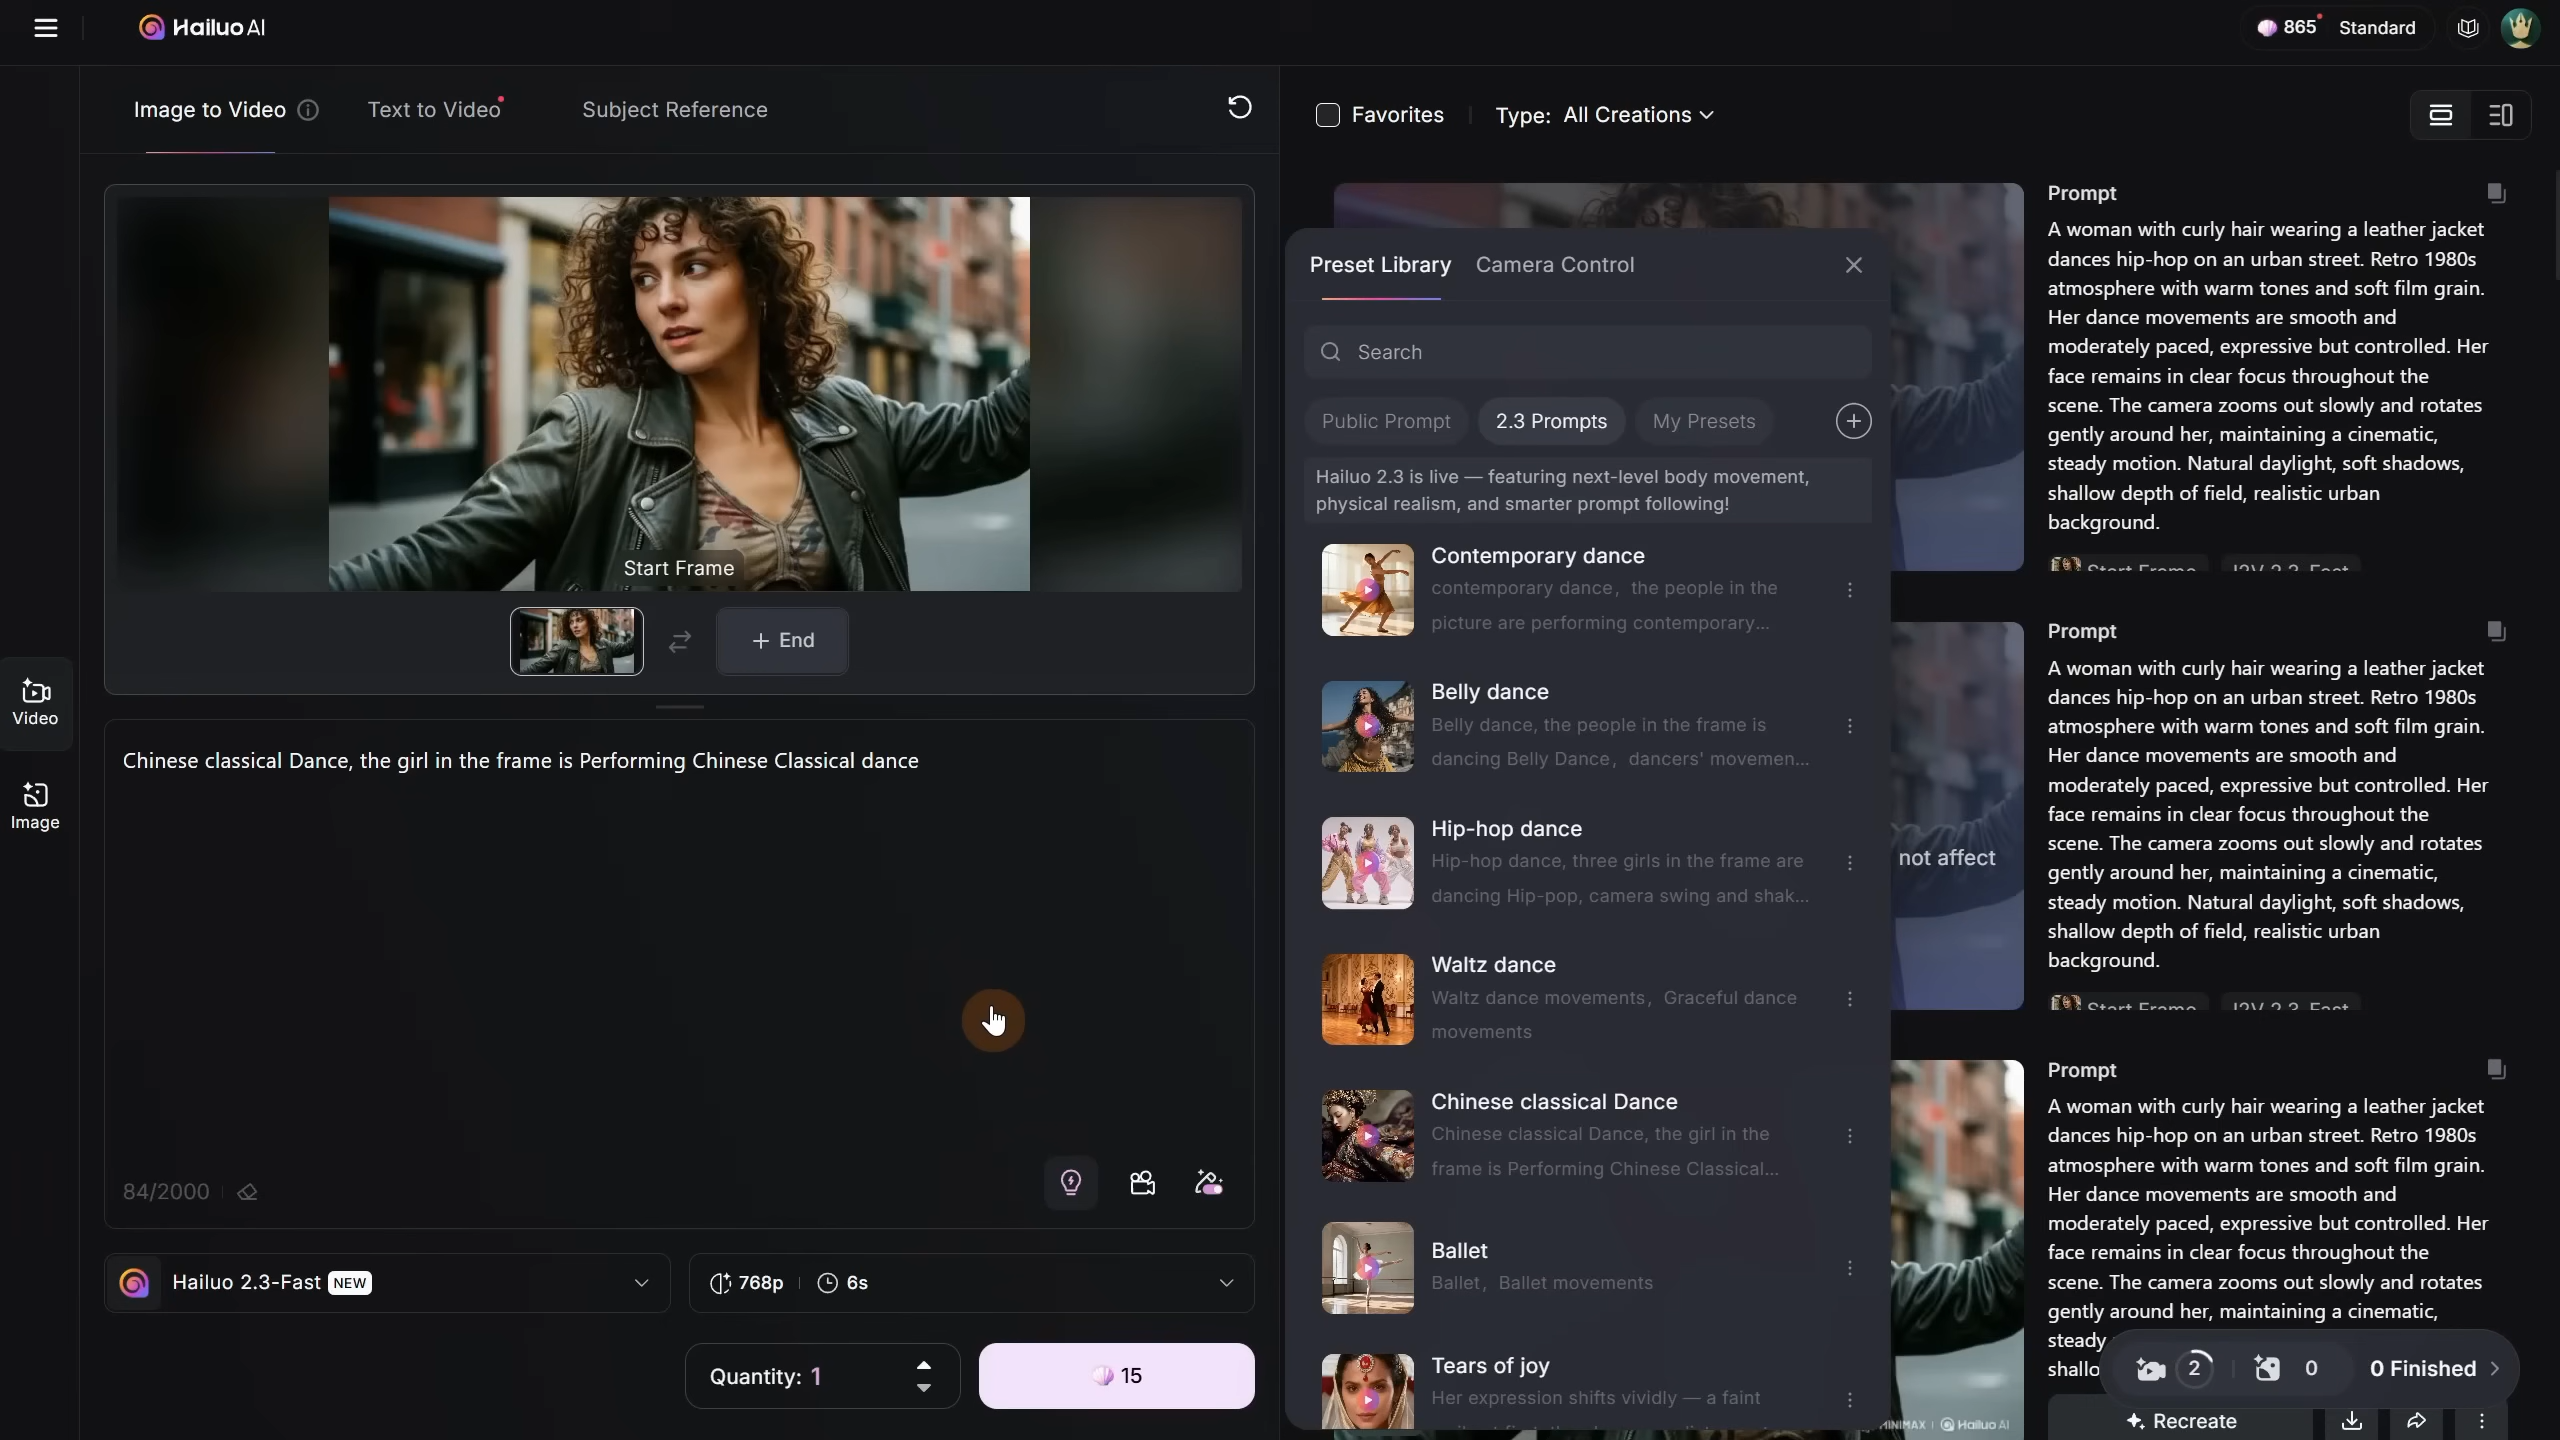 Hailuo AI
865
Standard
Image to Video
Text to Video
Subject Reference
Favorites
Type: All Creations
Start Frame
+ End
Video
Image
Chinese classical Dance, the girl in the frame is Performing Chinese Classical dance
84/2000
Hailuo 2.3-Fast NEW
768p
6s
Quantity: 1
15
Preset Library
Camera Control
Search
Public Prompt
2.3 Prompts
My Presets
Hailuo 2.3 is live — featuring next-level body movement,
physical realism, and smarter prompt following!
Contemporary dance
contemporary dance, the people in the
picture are performing contemporary...
Belly dance
Belly dance, the people in the frame is
dancing Belly Dance, dancers' movemen...
Hip-hop dance
Hip-hop dance, three girls in the frame are
dancing Hip-pop, camera swing and shak...
Waltz dance
Waltz dance movements, Graceful dance
movements
Chinese classical Dance
Chinese classical Dance, the girl in the
frame is Performing Chinese Classical...
Ballet
Ballet, Ballet movements
Tears of joy
Her expression shifts vividly — a faint
Prompt
A woman with curly hair wearing a leather jacket
dances hip-hop on an urban street. Retro 1980s
atmosphere with warm tones and soft film grain.
Her dance movements are smooth and
moderately paced, expressive but controlled. Her
face remains in clear focus throughout the
scene. The camera zooms out slowly and rotates
gently around her, maintaining a cinematic,
steady motion. Natural daylight, soft shadows,
shallow depth of field, realistic urban
background.
Start Frame
I2V 2.3-Fast
not affect
Prompt
A woman with curly hair wearing a leather jacket
dances hip-hop on an urban street. Retro 1980s
atmosphere with warm tones and soft film grain.
Her dance movements are smooth and
moderately paced, expressive but controlled. Her
face remains in clear focus throughout the
scene. The camera zooms out slowly and rotates
gently around her, maintaining a cinematic,
steady motion. Natural daylight, soft shadows,
shallow depth of field, realistic urban
background.
Start Frame
I2V 2.3-Fast
Prompt
A woman with curly hair wearing a leather jacket
dances hip-hop on an urban street. Retro 1980s
atmosphere with warm tones and soft film grain.
Her dance movements are smooth and
moderately paced, expressive but controlled. Her
face remains in clear focus throughout the
scene. The camera zooms out slowly and rotates
gently around her, maintaining a cinematic,
steady
shallo
2
0
0 Finished
Recreate
MINIMAX | Hailuo AI